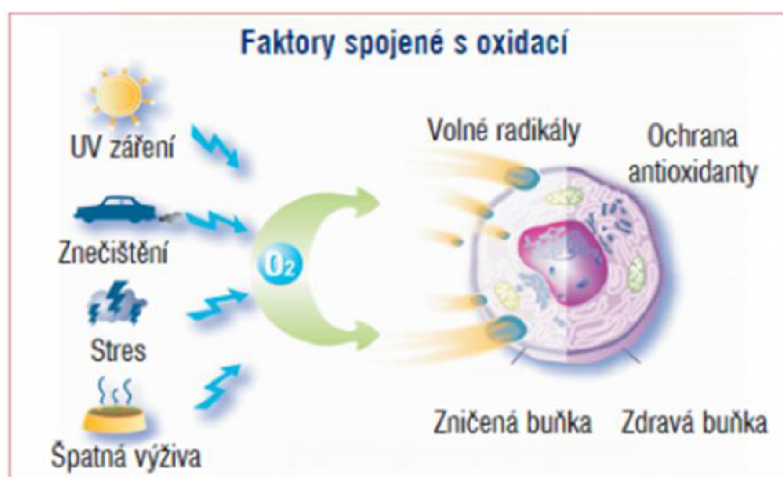 Faktory spojené s oxidací
UV záření
Znečištění
Stres
Špatná výživa
O2
Volné radikály
Ochrana
antioxidanty
Zničená buňka
Zdravá buňka